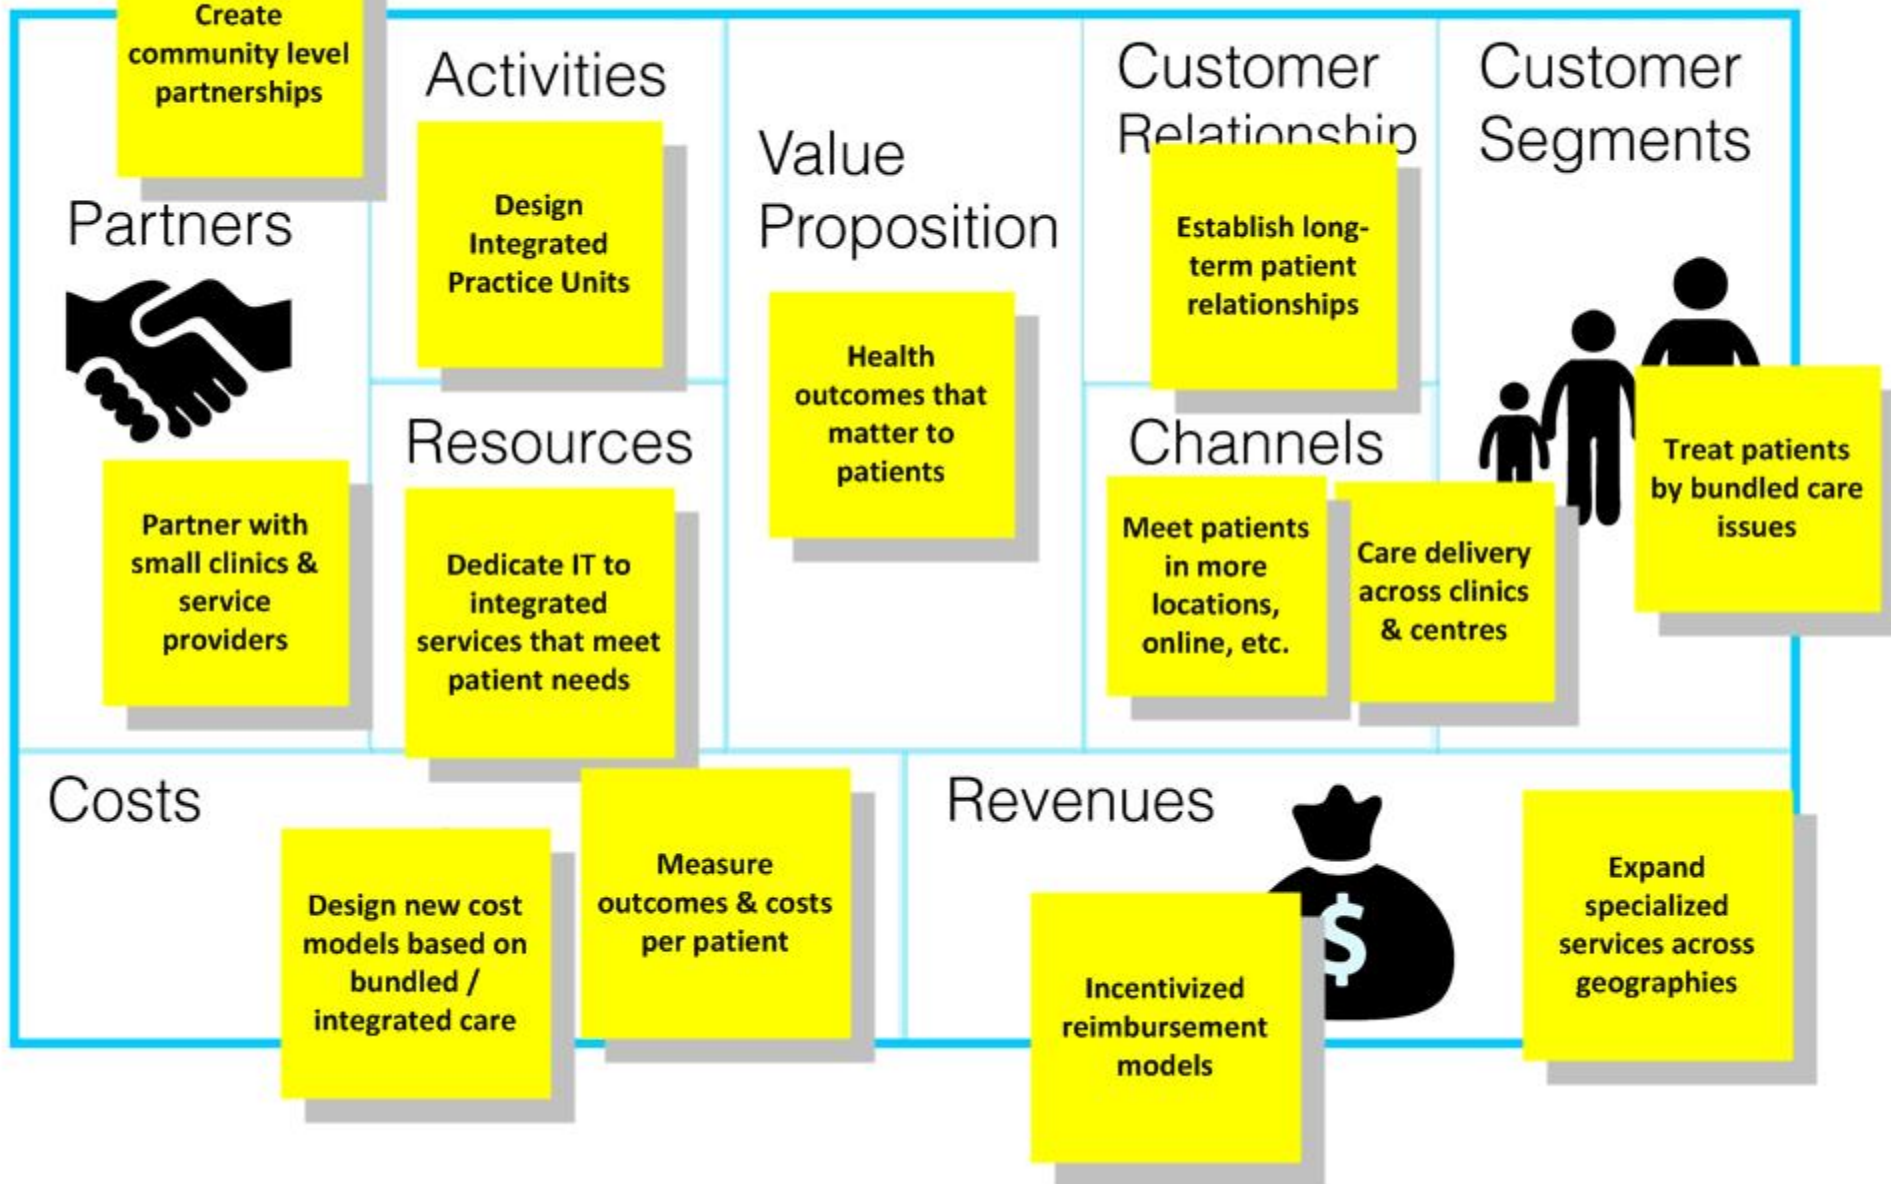 Create
community level
partnerships
Partners
Partner with
small clinics &
service
providers
Activities
Design
Integrated
Practice Units
Resources
Dedicate IT to
integrated
services that meet
patient needs
Value
Proposition
Health
outcomes that
matter to
patients
Customer
Relationship
Establish long-
term patient
relationships
Channels
Meet patients
in more
locations,
online, etc.
Care delivery
across clinics
& centres
Customer
Segments
Treat patients
by bundled care
issues
Costs
Design new cost
models based on
bundled /
integrated care
Measure
outcomes & costs
per patient
Revenues
$
Incentivized
reimbursement
models
Expand
specialized
services across
geographies